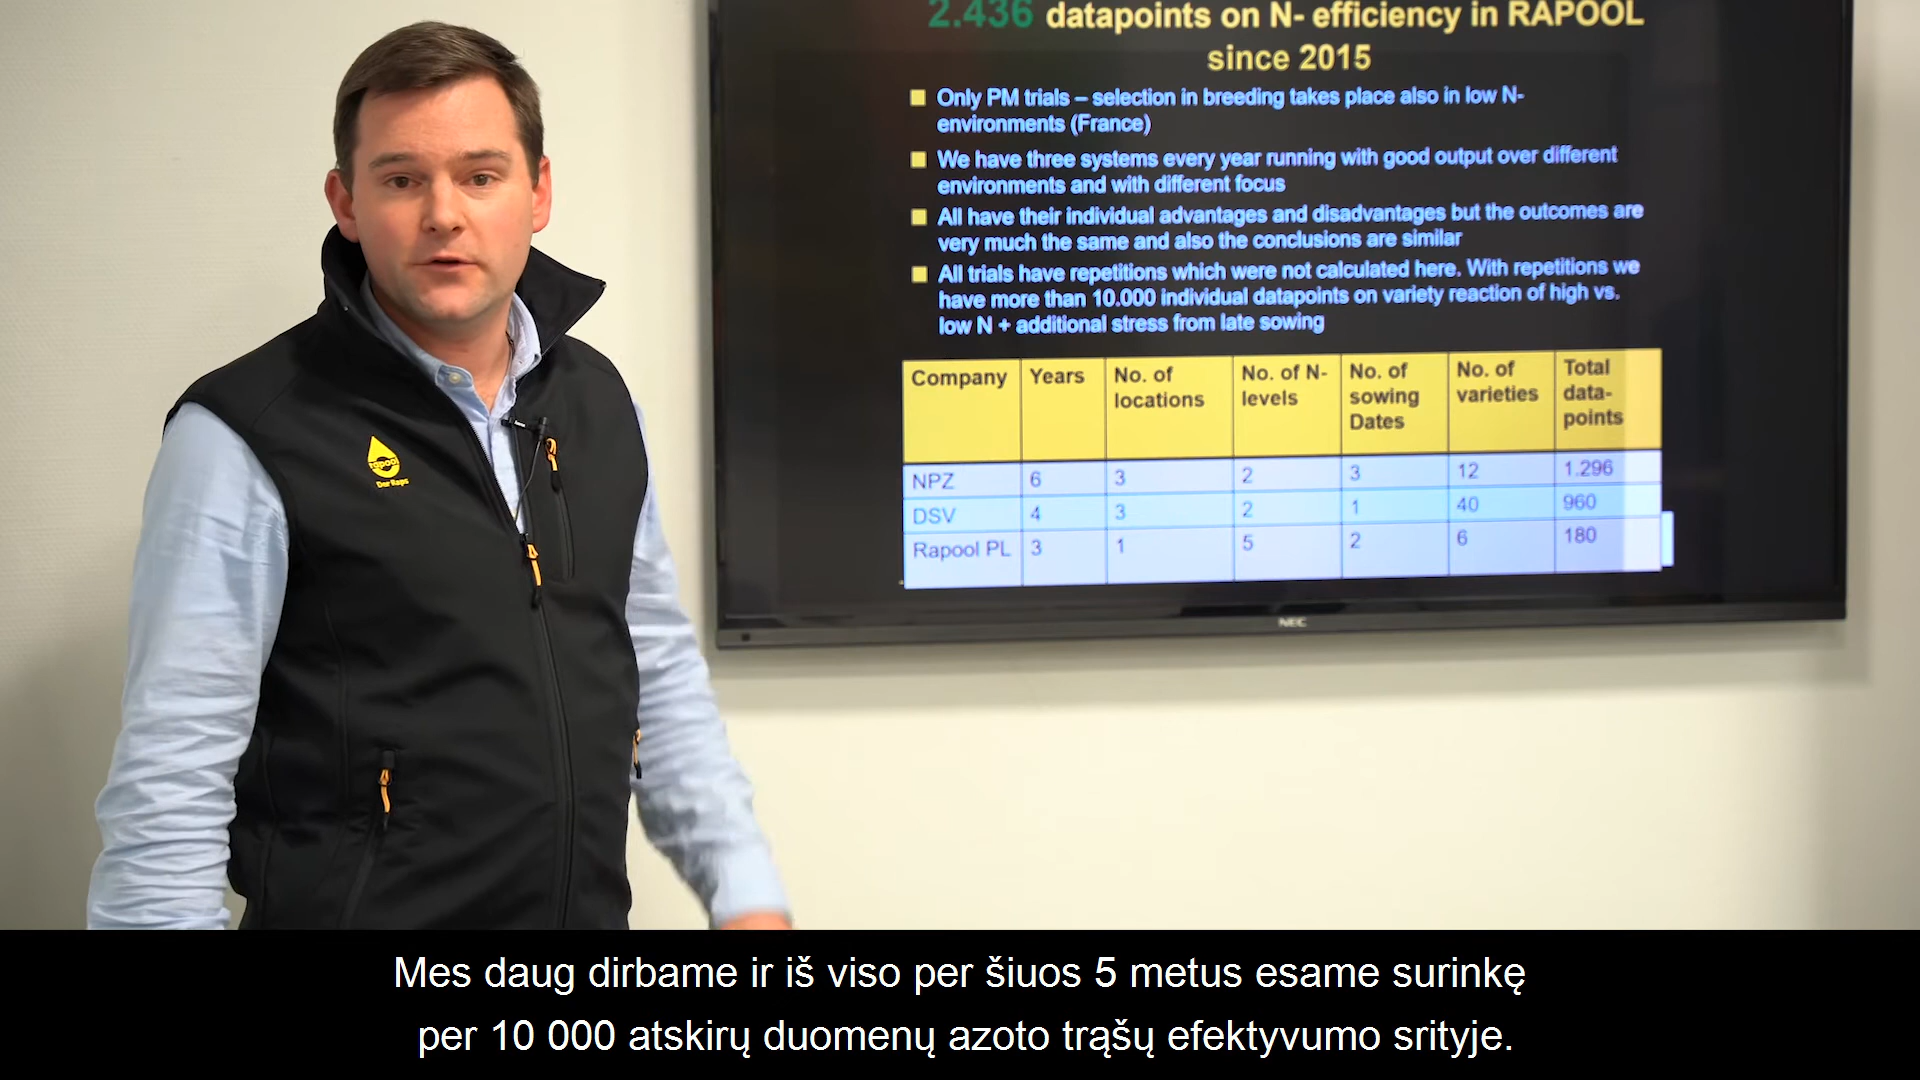 2.436 datapoints on N- efficiency in RAPOOL
since 2015
Only PM trials – selection in breeding takes place also in low N-
environments (France)
We have three systems every year running with good output over different
environments and with different focus
All have their individual advantages and disadvantages but the outcomes are
very much the same and also the conclusions are similar
All trials have repetitions which were not calculated here. With repetitions we
have more than 10.000 individual datapoints on variety reaction of high vs.
low N + additional stress from late sowing
Company Years No. of locations No. of N-levels No. of sowing Dates No. of varieties Total data-points
NPZ 6 3 2 3 12 1.296
DSV 4 3 2 1 40 960
Rapool PL 3 1 5 2 6 180
NEC
rapool
Der Raps
Mes daug dirbame ir iš viso per šiuos 5 metus esame surinkę
per 10 000 atskirų duomenų azoto trąšų efektyvumo srityje.